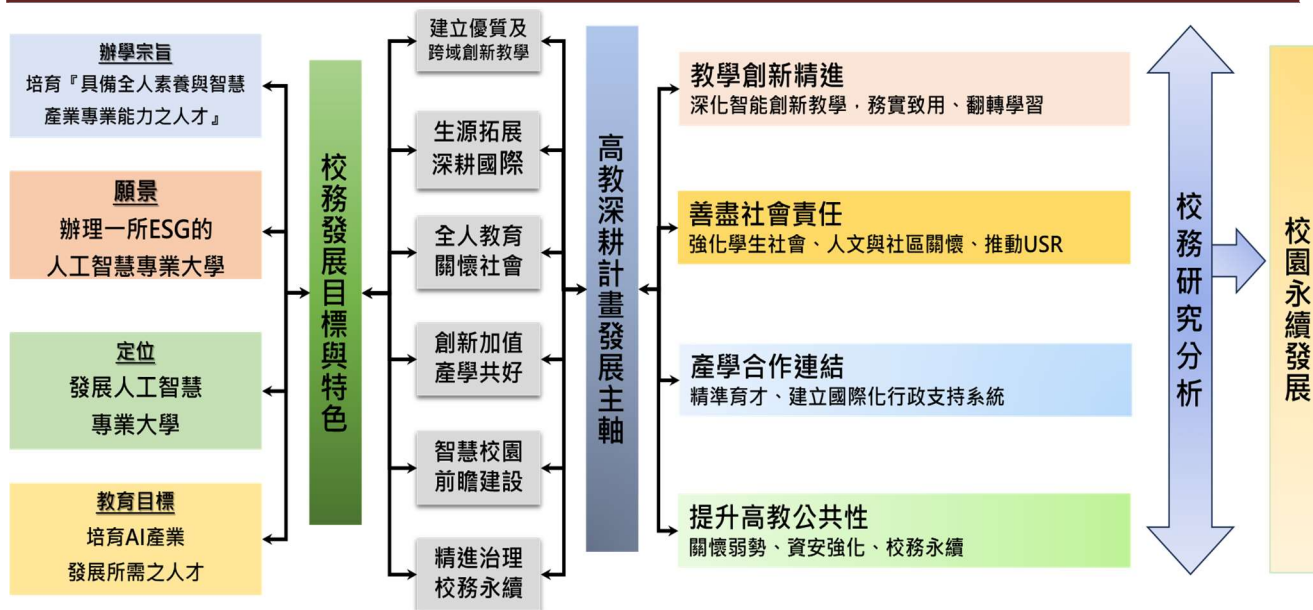 辦學宗旨
培育『具備全人素養與智慧
產業專業能力之人才』
願景
辦理一所ESG的
人工智慧專業大學
定位
發展人工智慧
專業大學
教育目標
培育AI產業
發展所需之人才
校務發展目標與特色
建立優質及
跨域創新教學
生源拓展
深耕國際
全人教育
關懷社會
創新加值
產學共好
智慧校園
前瞻建設
精進治理
校務永續
高教深耕計畫發展主軸
教學創新精進
深化智能創新教學，務實致用、翻轉學習
善盡社會責任
強化學生社會、人文與社區關懷、推動USR
產學合作連結
精準育才、建立國際化行政支持系統
提升高教公共性
關懷弱勢、資安強化、校務永續
校務研究分析
校園永續發展